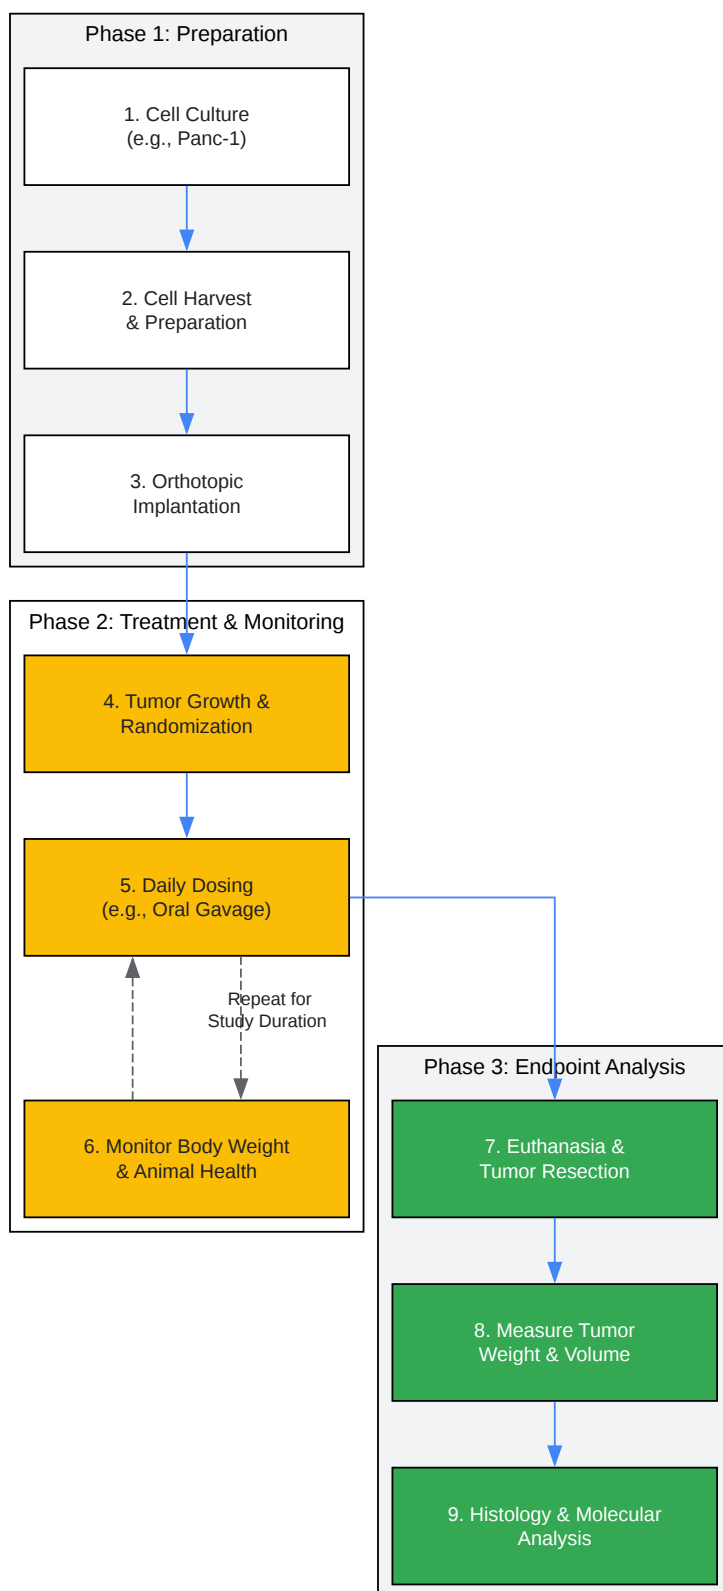 Phase 1: Preparation
1. Cell Culture
(e.g., Panc-1)
2. Cell Harvest
& Preparation
3. Orthotopic
Implantation
Phase 2: Treatment & Monitoring
4. Tumor Growth &
Randomization
5. Daily Dosing
(e.g., Oral Gavage)
Repeat for
Study Duration
6. Monitor Body Weight
& Animal Health
Phase 3: Endpoint Analysis
7. Euthanasia &
Tumor Resection
8. Measure Tumor
Weight & Volume
9. Histology & Molecular
Analysis